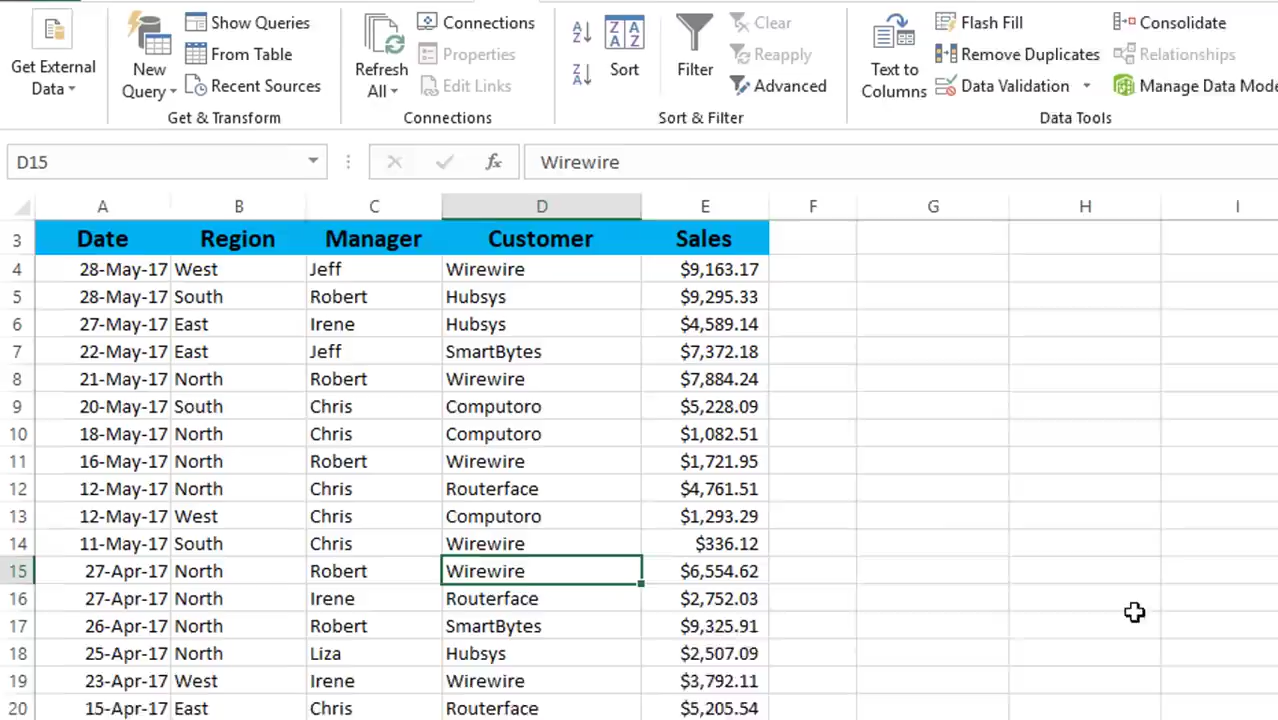 Get External Data
New Query
Show Queries
From Table
Recent Sources
Get & Transform
Refresh All
Connections
Properties
Edit Links
Connections
A Z
Z A
Z A A Z
Sort
Filter
Clear
Reapply
Advanced
Sort & Filter
Text to Columns
Flash Fill
Remove Duplicates
Data Validation
Consolidate
Relationships
Manage Data Mode
Data Tools
D15 fx Wirewire
A B C D E F G H I
3 Date Region Manager Customer Sales
4 28-May-17 West Jeff Wirewire $9,163.17
5 28-May-17 South Robert Hubsys $9,295.33
6 27-May-17 East Irene Hubsys $4,589.14
7 22-May-17 East Jeff SmartBytes $7,372.18
8 21-May-17 North Robert Wirewire $7,884.24
9 20-May-17 South Chris Computoro $5,228.09
10 18-May-17 North Chris Computoro $1,082.51
11 16-May-17 North Robert Wirewire $1,721.95
12 12-May-17 North Chris Routerface $4,761.51
13 12-May-17 West Chris Computoro $1,293.29
14 11-May-17 South Chris Wirewire $336.12
15 27-Apr-17 North Robert Wirewire $6,554.62
16 27-Apr-17 North Irene Routerface $2,752.03
17 26-Apr-17 North Robert SmartBytes $9,325.91
18 25-Apr-17 North Liza Hubsys $2,507.09
19 23-Apr-17 West Irene Wirewire $3,792.11
20 15-Apr-17 East Chris Routerface $5,205.54